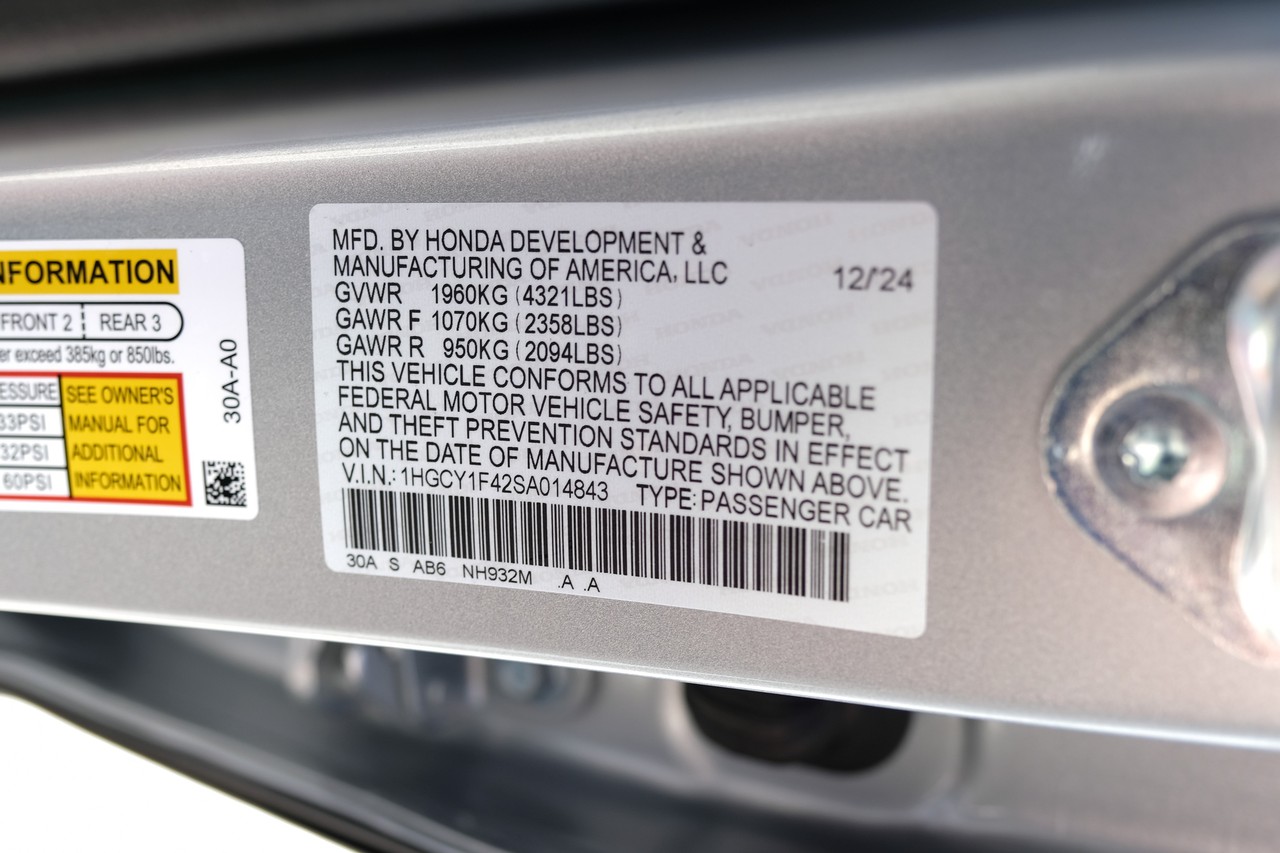 NFORMATION
FRONT 2 REAR 3
er exceed 385kg or 850lbs.
ESSURE
33PSI
32PSI
60PSI
SEE OWNER'S
MANUAL FOR
ADDITIONAL
INFORMATION
30A-A0
MFD. BY HONDA DEVELOPMENT &
MANUFACTURING OF AMERICA, LLC 12/'24
GVWR 1960KG (4321LBS)
GAWR F 1070KG (2358LBS)
GAWR R 950KG (2094LBS)
THIS VEHICLE CONFORMS TO ALL APPLICABLE
FEDERAL MOTOR VEHICLE SAFETY, BUMPER,
AND THEFT PREVENTION STANDARDS IN EFFECT
ON THE DATE OF MANUFACTURE SHOWN ABOVE.
V.I.N.: 1HGCY1F42SA014843 TYPE: PASSENGER CAR
30A S AB6 NH932M .A .A